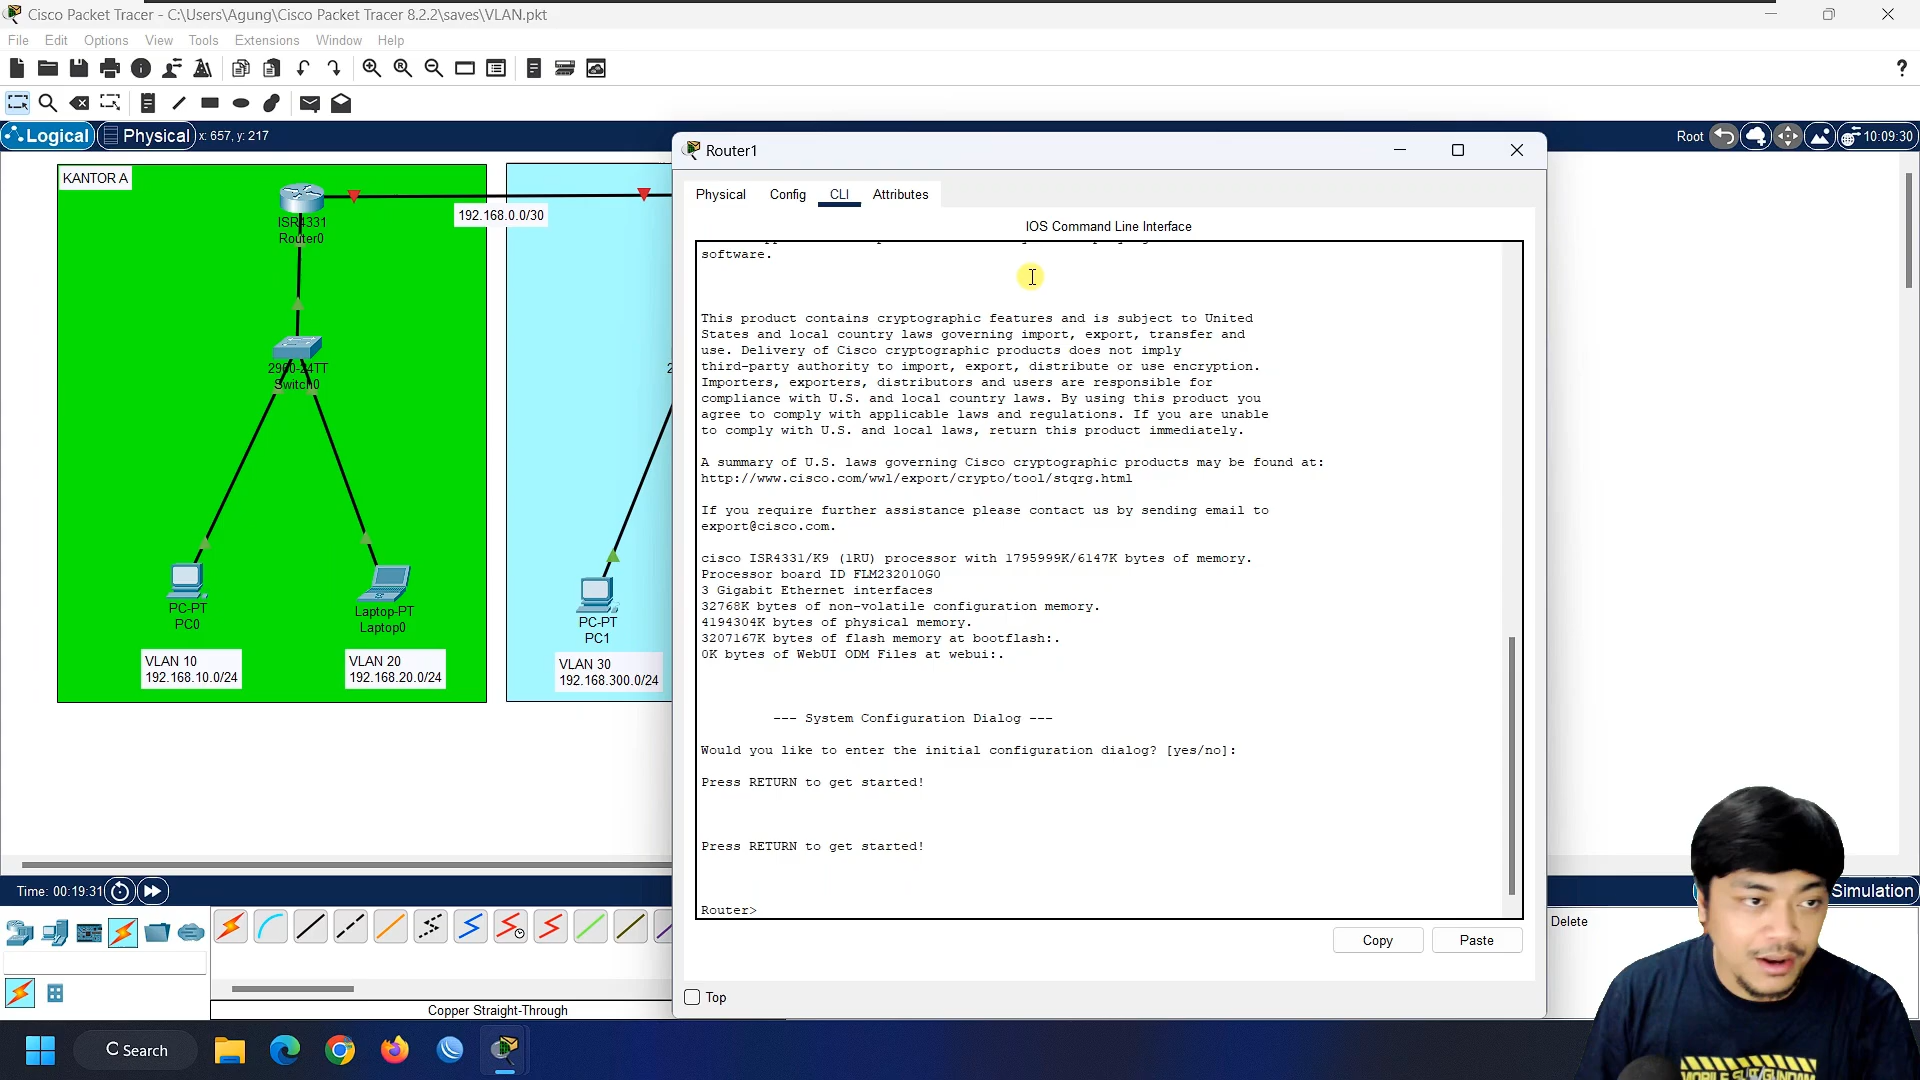 Cisco Packet Tracer - C:\Users\Agung\Cisco Packet Tracer 8.2.2\saves\VLAN.pkt
File Edit Options View Tools Extensions Window Help
?
Logical Physical x: 657, y: 217
Root 10:09:30
KANTOR A
ISR4331
Router0
192.168.0.0/30
2960-24TT
Switch0
PC-PT
PC0
Laptop-PT
Laptop0
VLAN 10
192.168.10.0/24
VLAN 20
192.168.20.0/24
PC-PT
PC1
VLAN 30
192.168.300.0/24
Router1
Physical Config CLI Attributes
IOS Command Line Interface
software.
This product contains cryptographic features and is subject to United
States and local country laws governing import, export, transfer and
use. Delivery of Cisco cryptographic products does not imply
third-party authority to import, export, distribute or use encryption.
Importers, exporters, distributors and users are responsible for
compliance with U.S. and local country laws. By using this product you
agree to comply with applicable laws and regulations. If you are unable
to comply with U.S. and local laws, return this product immediately.
A summary of U.S. laws governing Cisco cryptographic products may be found at:
http://www.cisco.com/wwl/export/crypto/tool/stqrg.html
If you require further assistance please contact us by sending email to
export@cisco.com.
cisco ISR4331/K9 (1RU) processor with 1795999K/6147K bytes of memory.
Processor board ID FLM232010G0
3 Gigabit Ethernet interfaces
32768K bytes of non-volatile configuration memory.
4194304K bytes of physical memory.
3207167K bytes of flash memory at bootflash:.
0K bytes of WebUI ODM Files at webui:.
--- System Configuration Dialog ---
Would you like to enter the initial configuration dialog? [yes/no]:
Press RETURN to get started!
Press RETURN to get started!
Router>
Copy Paste
Top
Time: 00:19:31
Simulation
Delete
Copper Straight-Through
Search